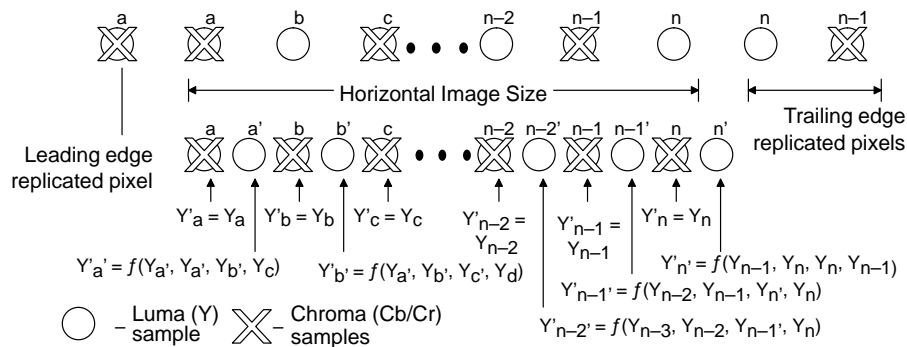 a a b c n–2 n–1 n n n–1
Horizontal Image Size
Leading edge
replicated pixel
Trailing edge
replicated pixels
a a' b b' c n–2 n–2' n–1 n–1' n n'
Y'a = Ya Y'b = Yb Y'c = Yc Y'n–2 = Yn–2 Y'n–1 = Yn–1 Y'n = Yn
Y'a' = f(Ya', Ya', Yb', Yc) Y'b' = f(Ya', Yb', Yc', Yd) Y'n' = f(Yn–1, Yn, Yn, Yn–1)
Y'n–1' = f(Yn–2, Yn–1, Yn', Yn)
Y'n–2' = f(Yn–3, Yn–2, Yn–1', Yn)
– Luma (Y)
sample
– Chroma (Cb/Cr)
samples